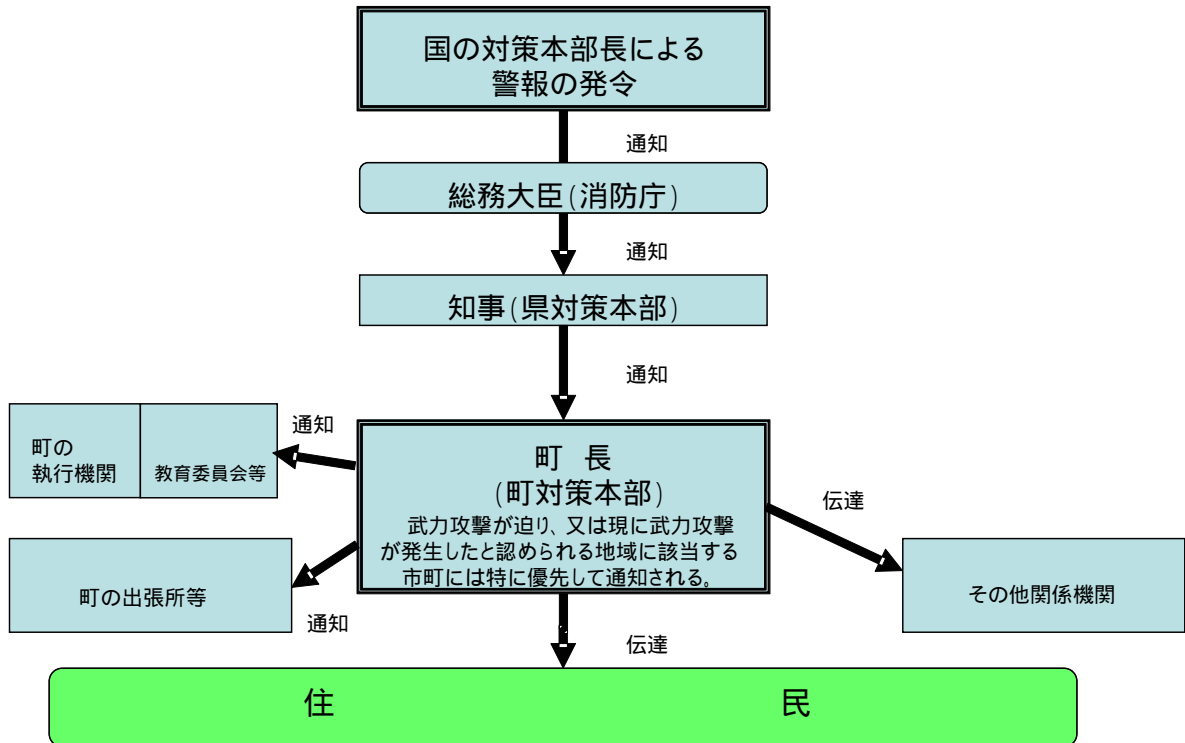 国の対策本部長による
警報の発令
通知
総務大臣(消防庁)
通知
知事(県対策本部)
通知
町の
執行機関
教育委員会等
通知
町 長
(町対策本部)
武力攻撃が迫り、又は現に武力攻撃
が発生したと認められる地域に該当する
市町には特に優先して通知される。
伝達
町の出張所等
通知
その他関係機関
伝達
住 民